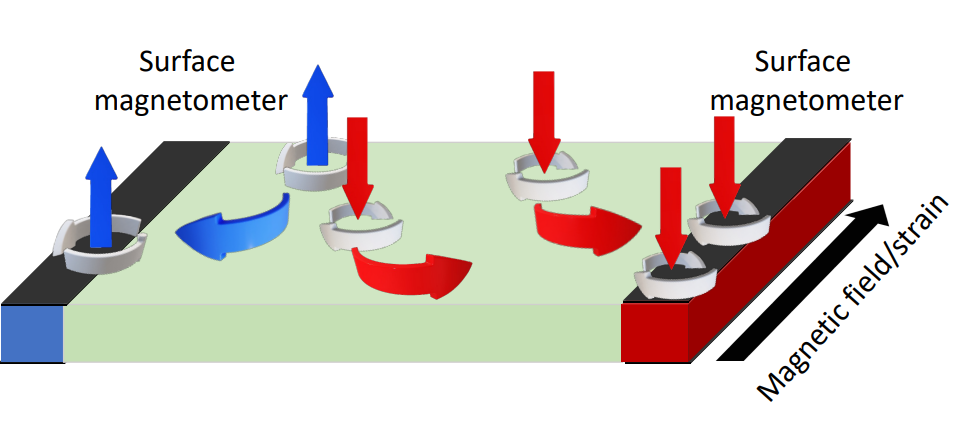 Surface
magnetometer
Surface
magnetometer
Magnetic field/strain